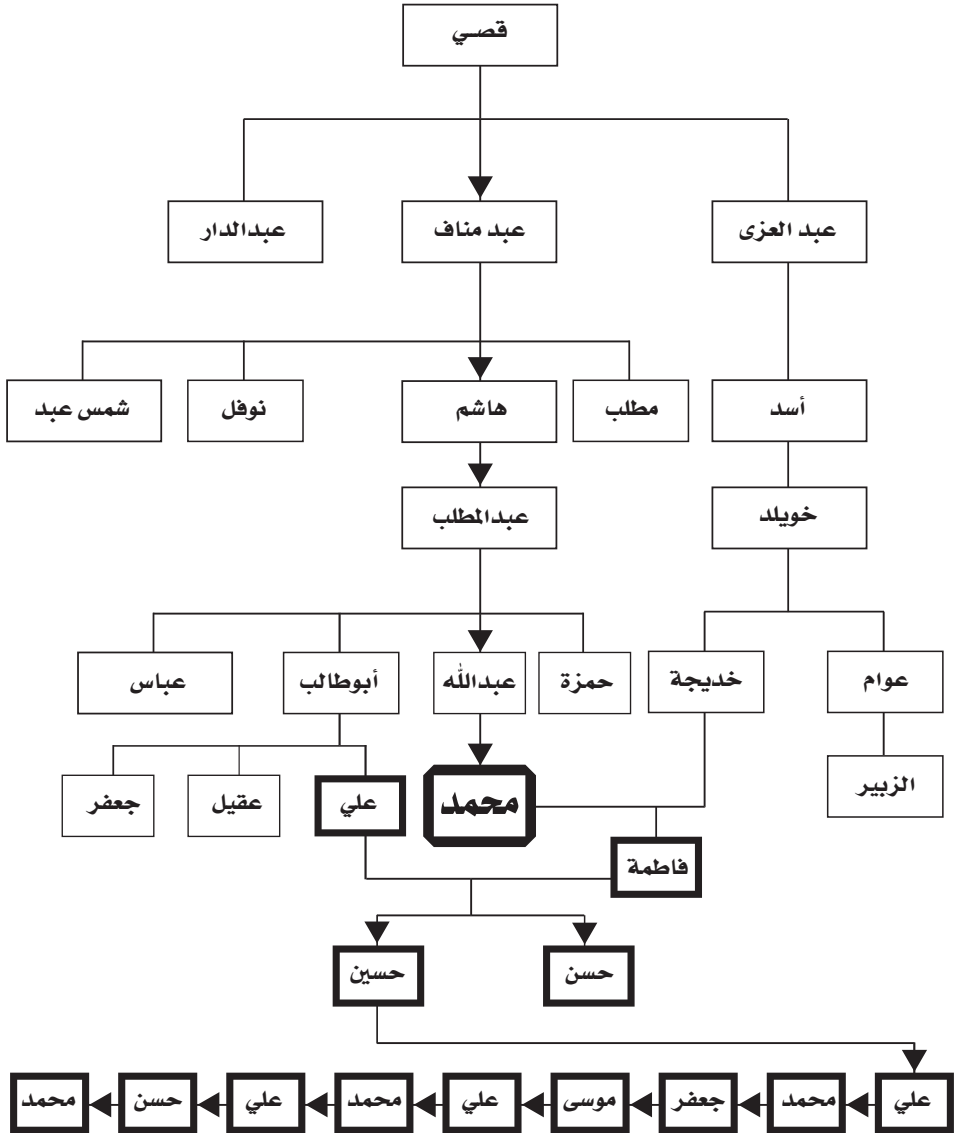 قصي
عبد العزى
عبد مناف
عبدالدار
أسد
مطلب
هاشم
نوفل
شمس عبد
خويلد
عبدالمطلب
عوام
خديجة
حمزة
عبدالله
أبوطالب
عباس
الزبير
محمد
علي
عقيل
جعفر
فاطمة
حسن
حسين
علي
محمد
جعفر
موسى
علي
محمد
علي
حسن
محمد